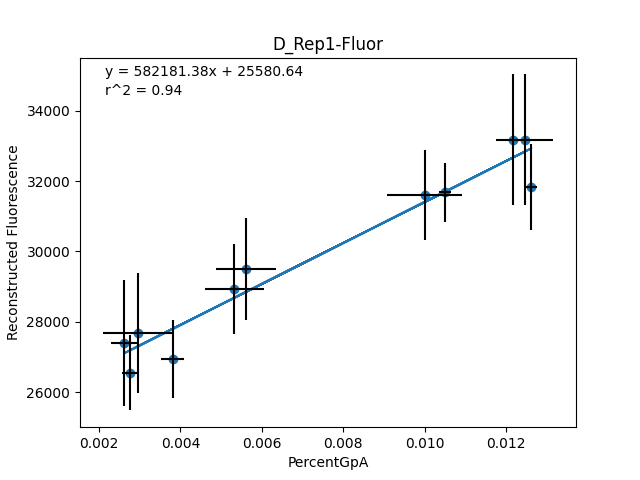 D_Rep1-Fluor
y = 582181.38x + 25580.64
r^2 = 0.94
34000
32000
30000
28000
26000
Reconstructed Fluorescence
0.002 0.004 0.006 0.008 0.010 0.012
PercentGpA